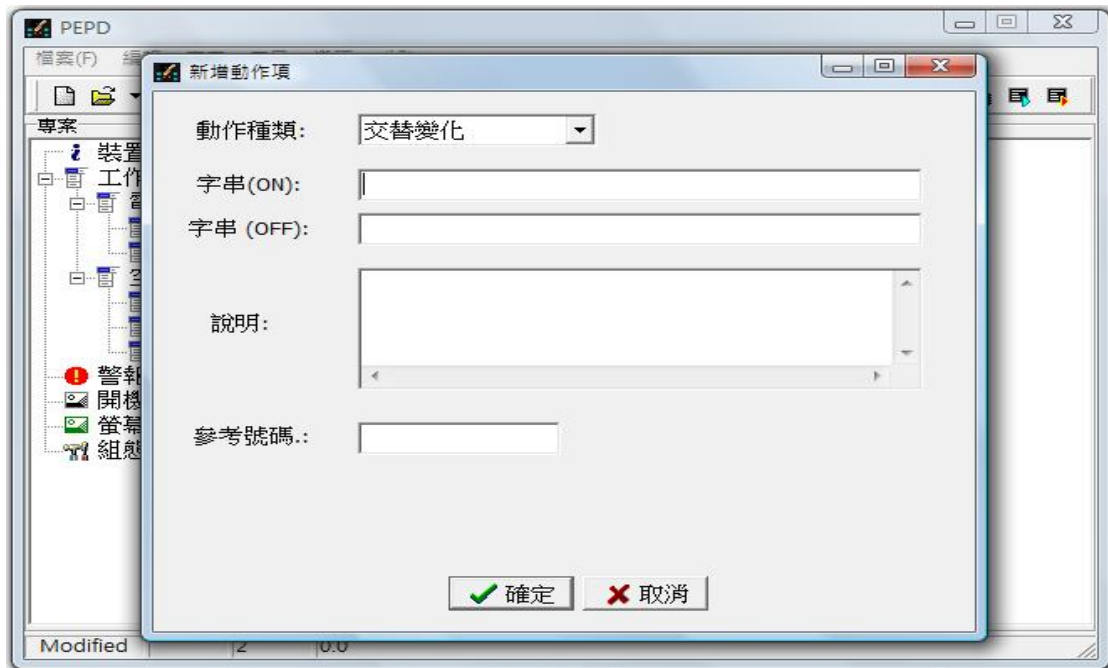 PEPD
檔案(F)
新增動作項
專案
動作種類: 交替變化
裝置
工作
字串(ON):
字串 (OFF):
說明:
警報
開機
螢幕
參考號碼.:
組態
確定 取消
Modified 2 0.0